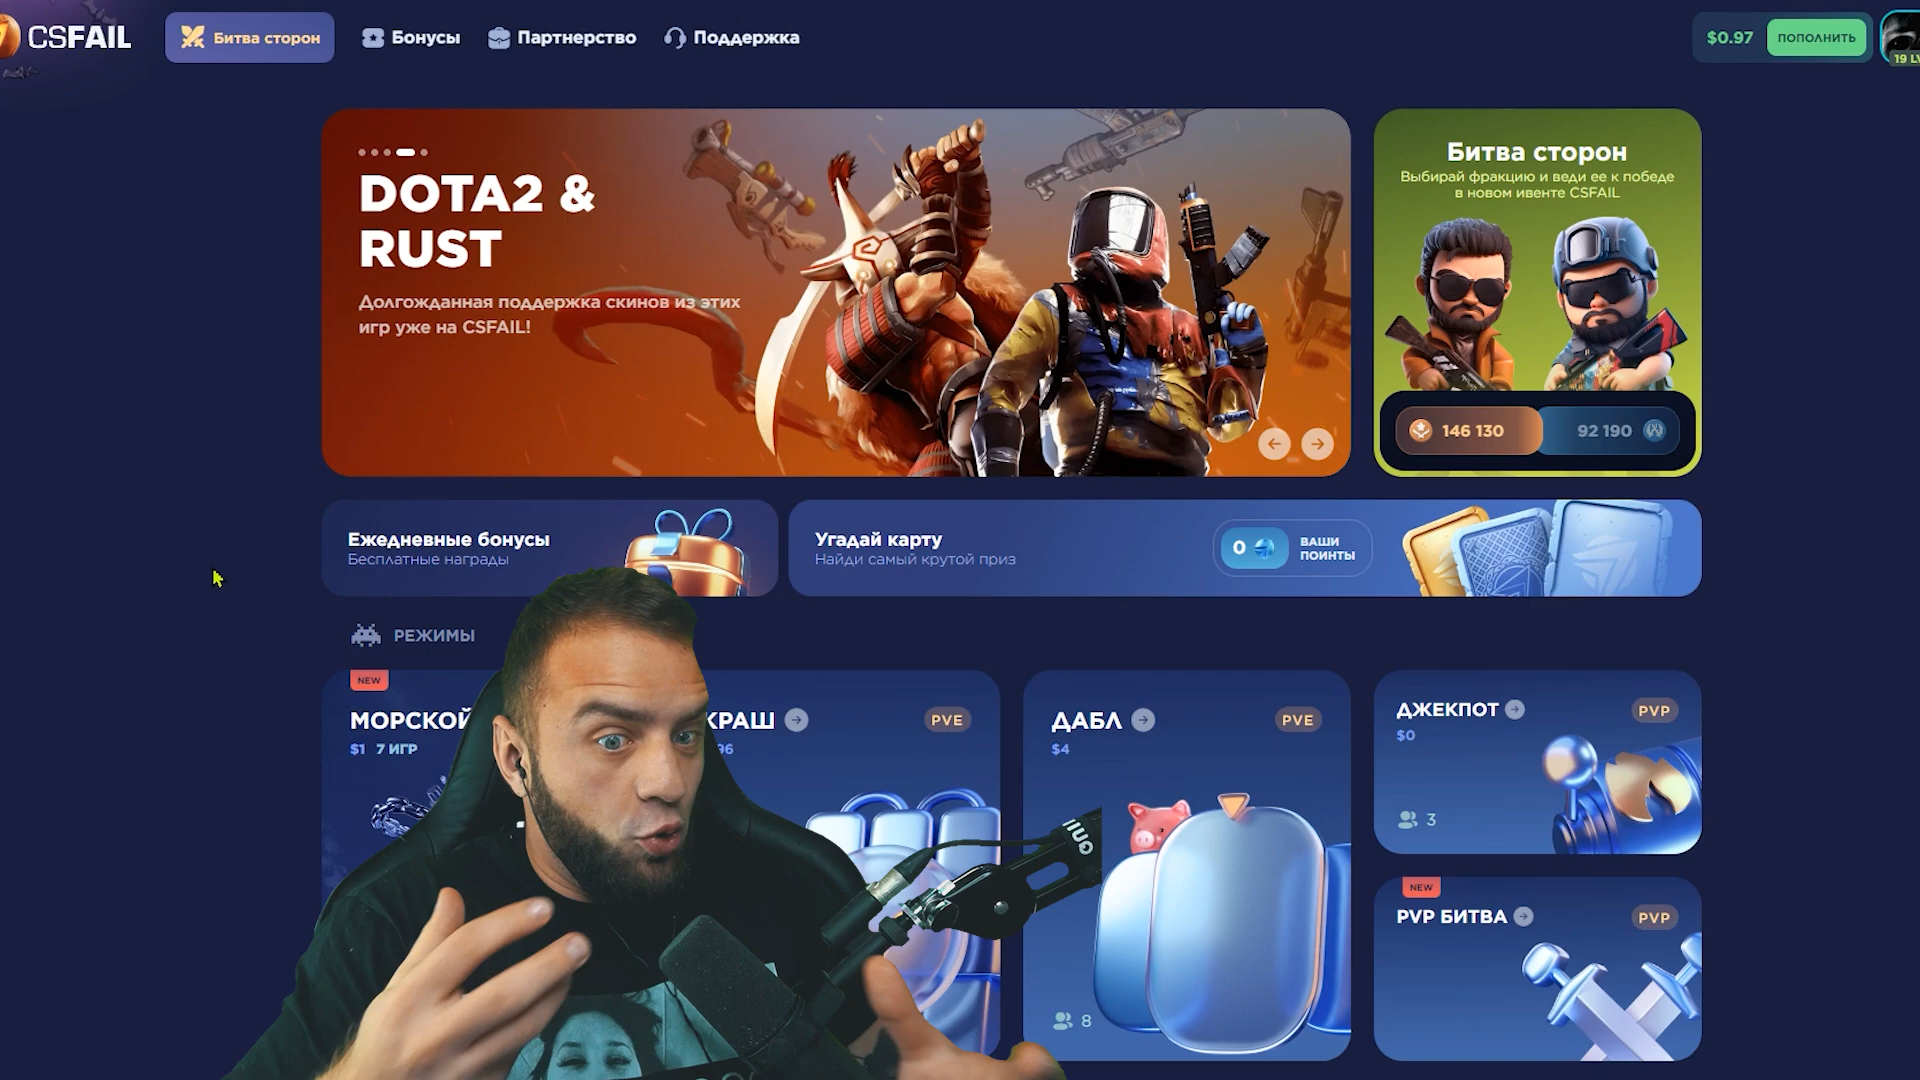 CSFAIL
Битва сторон
Бонусы
Партнерство
Поддержка
$0.97
ПОПОЛНИТЬ
DOTA2 &
RUST
Долгожданная поддержка скинов из этих
игр уже на CSFAIL!
Битва сторон
Выбирай фракцию и веди ее к победе
в новом ивенте CSFAIL
146 130
92 190
Ежедневные бонусы
Бесплатные награды
Угадай карту
Найди самый крутой приз
0
ВАШИ
ПОИНТЫ
РЕЖИМЫ
NEW
МОРСКОЙ
$1 7 ИГР
КРАШ
PVE
96
ДАБЛ
PVE
$4
8
ДЖЕКПОТ
PVP
$0
3
NEW
PVP БИТВА
PVP